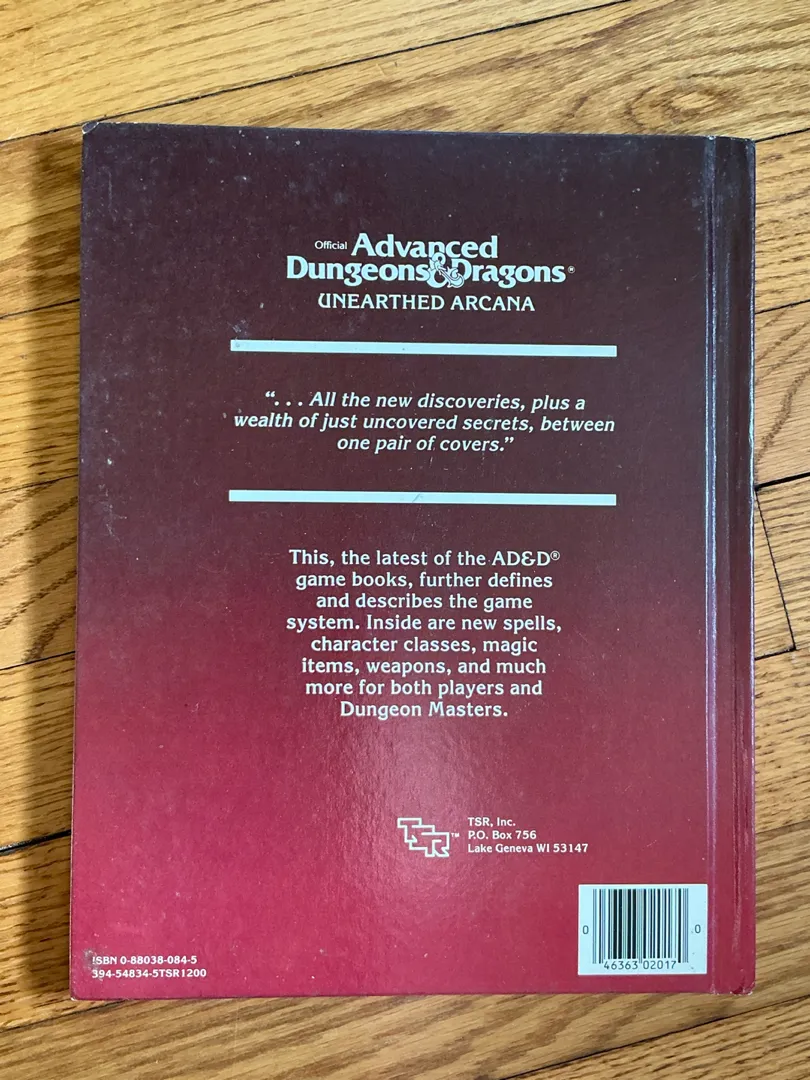 Official Advanced
Dungeons & Dragons®
UNEARTHED ARCANA
“. . . All the new discoveries, plus a
wealth of just uncovered secrets, between
one pair of covers.”
This, the latest of the AD&D®
game books, further defines
and describes the game
system. Inside are new spells,
character classes, magic
items, weapons, and much
more for both players and
Dungeon Masters.
TSR™
TSR, Inc.
P.O. Box 756
Lake Geneva WI 53147
ISBN 0-88038-084-5
394-54834-5TSR1200
0 46363 02017 0